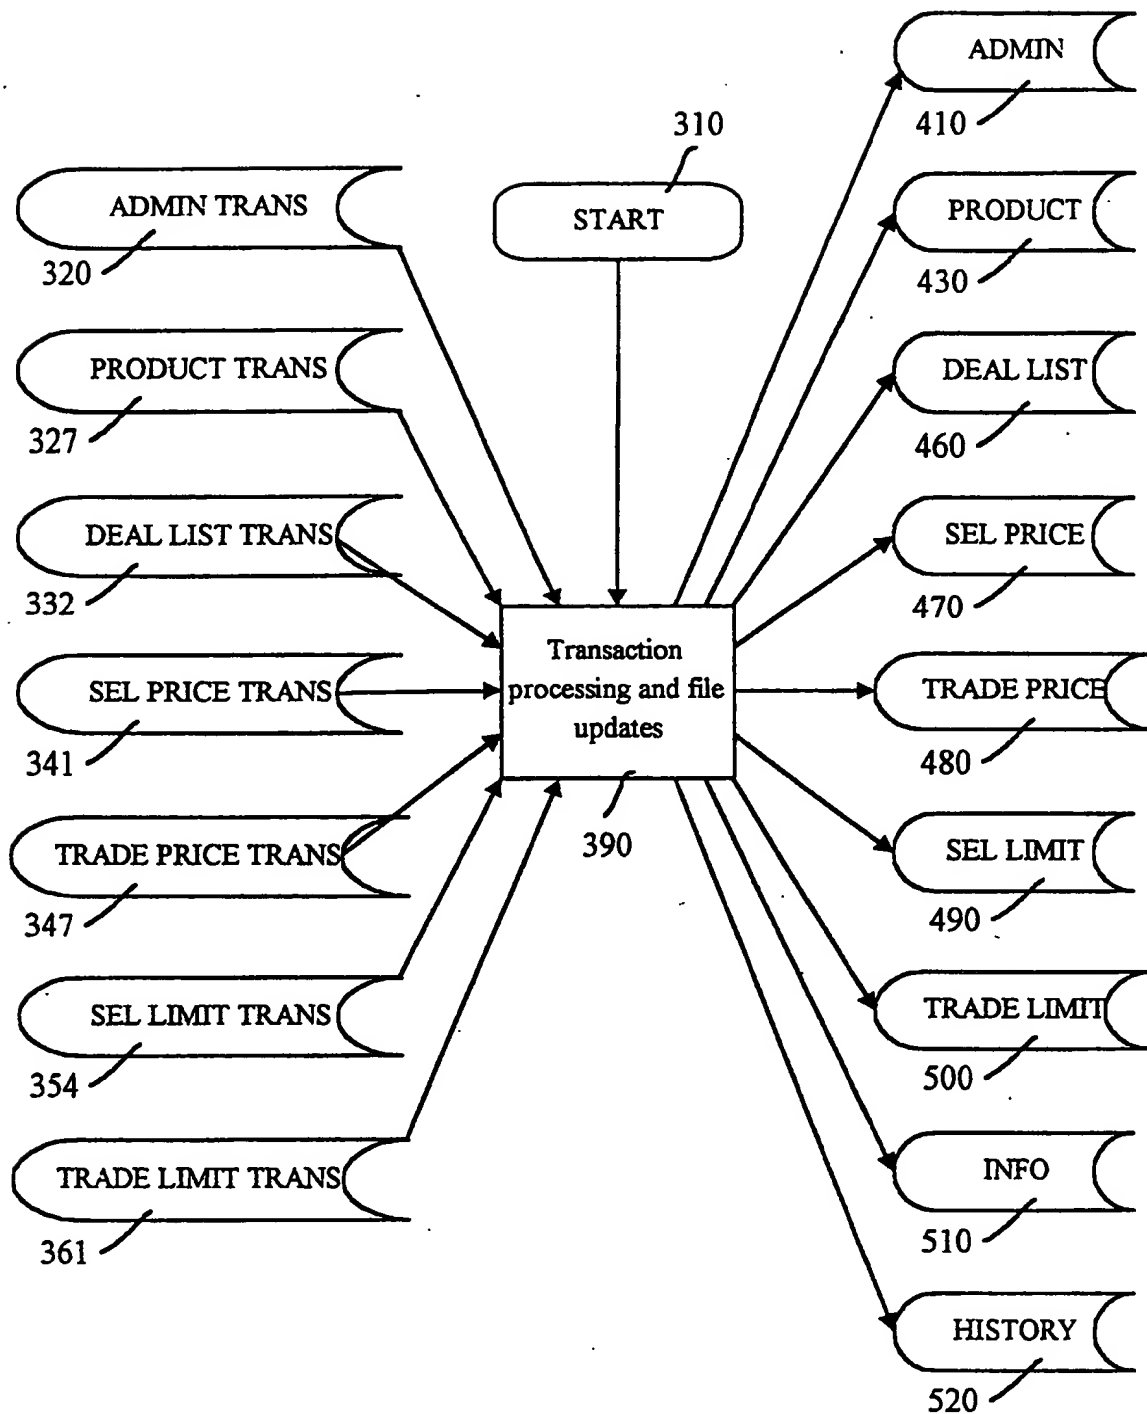 ADMIN
410
310
START
ADMIN TRANS
320
PRODUCT
430
PRODUCT TRANS
327
DEAL LIST
460
DEAL LIST TRANS
332
SEL PRICE
470
Transaction
processing and file
updates
390
SEL PRICE TRANS
341
TRADE PRICE
480
TRADE PRICE TRANS
347
SEL LIMIT
490
SEL LIMIT TRANS
354
TRADE LIMIT
500
TRADE LIMIT TRANS
361
INFO
510
HISTORY
520